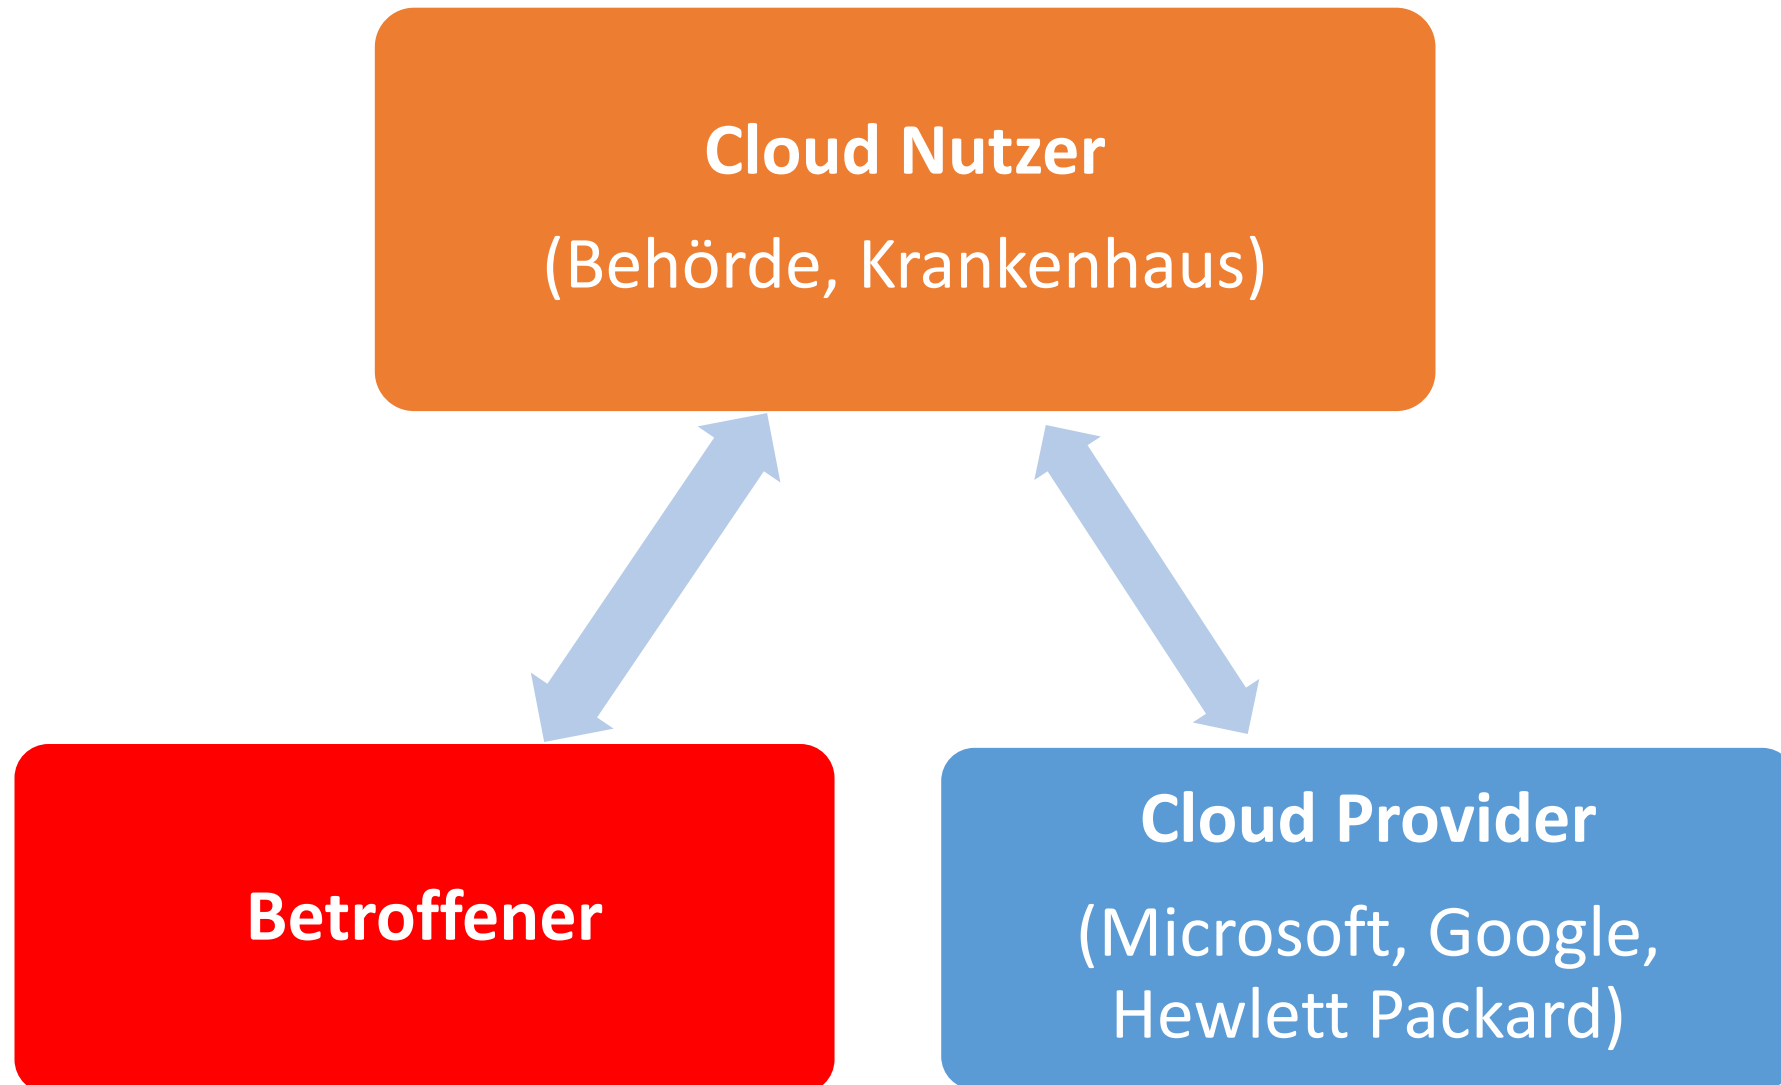 Cloud Nutzer
(Behörde, Krankenhaus)
Betroffener
Cloud Provider
(Microsoft, Google,
Hewlett Packard)